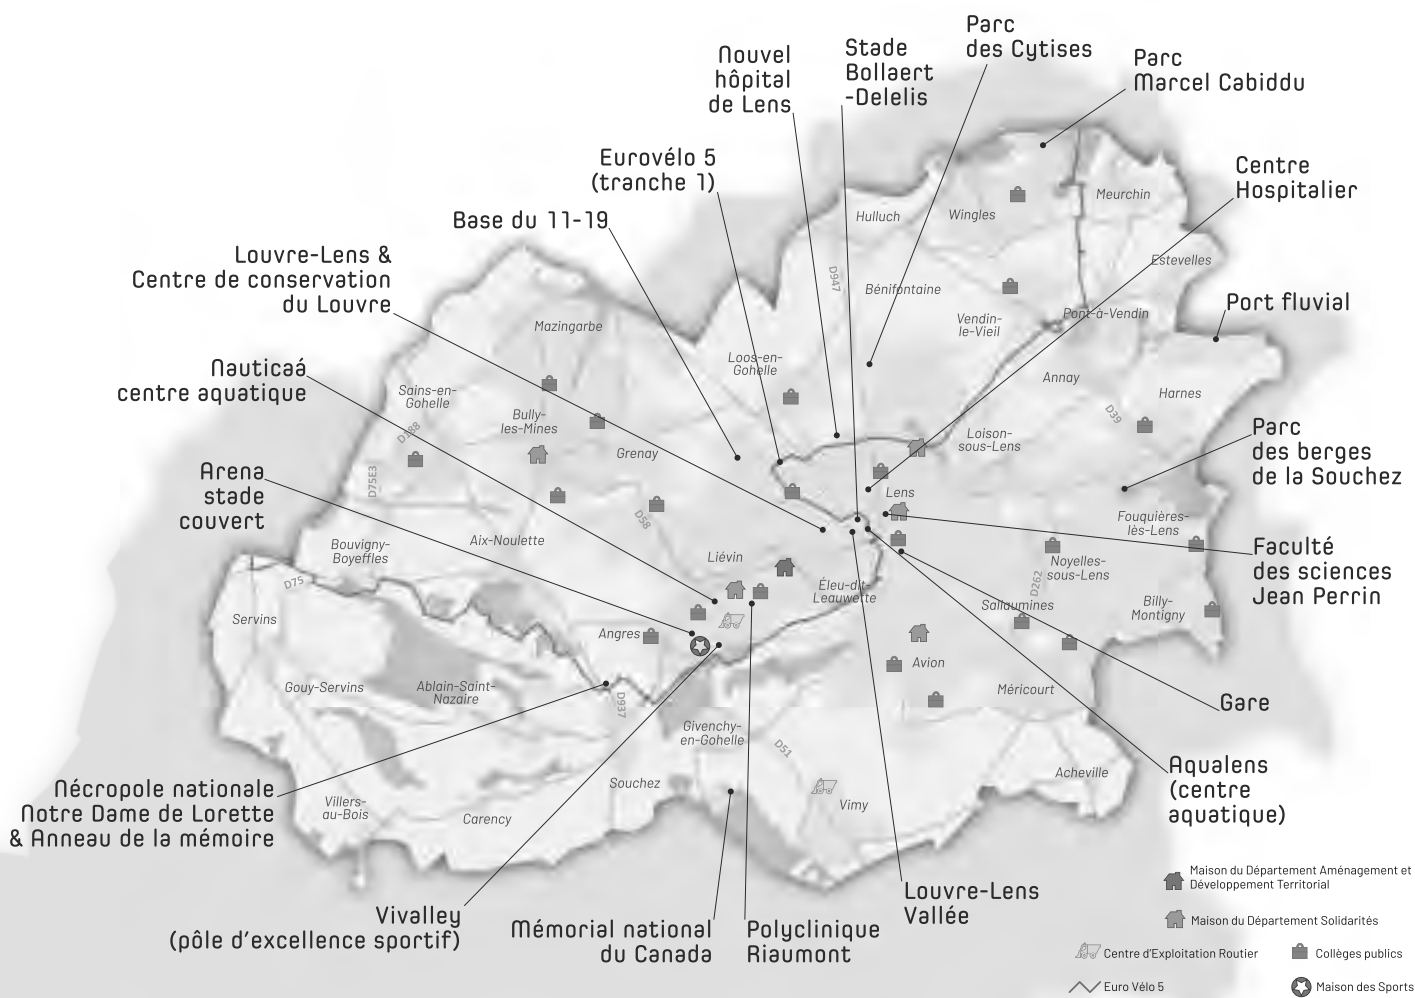 Parc
des Cytises
Stade
Bollaert
-Delelis
Nouvel
hôpital
de Lens
Parc
Marcel Cabiddu
Eurovélo 5
(tranche 1)
Centre
Hospitalier
Base du 11-19
Louvre-Lens &
Centre de conservation
du Louvre
Port fluvial
Nauticaá
centre aquatique
Parc
des berges
de la Souchez
Arena
stade
couvert
Faculté
des sciences
Jean Perrin
Gare
Aqualens
(centre
aquatique)
Nécropole nationale
Notre Dame de Lorette
& Anneau de la mémoire
Vivalley
(pôle d'excellence sportif)
Mémorial national
du Canada
Polyclinique
Riaumont
Louvre-Lens
Vallée
Meurchin
Hulluch
Wingles
Estevelles
D947
Bénifontaine
Vendin-
le-Vieil
Pont-à-Vendin
Mazingarbe
Loos-en-
Gohelle
Annay
Harnes
Sains-en-
Gohelle
Bully-
les-Mines
D39
D188
Grenay
Loison-
sous-Lens
D75E3
Lens
D58
Fouquières-
lès-Lens
Aix-Noulette
Bouvigny-
Boyeffles
Liévin
Noyelles-
sous-Lens
D75
Éleu-dit-
Leauwette
D262
Sallaumines
Billy-
Montigny
Servins
Angres
Avion
Gouy-Servins
Ablain-Saint-
Nazaire
D937
Méricourt
Givenchy-
en-Gohelle
D51
Souchez
Acheville
Villers-
au-Bois
Carency
Vimy
Maison du Département Aménagement et
Développement Territorial
Maison du Département Solidarités
Centre d'Exploitation Routier
Collèges publics
Euro Vélo 5
Maison des Sports